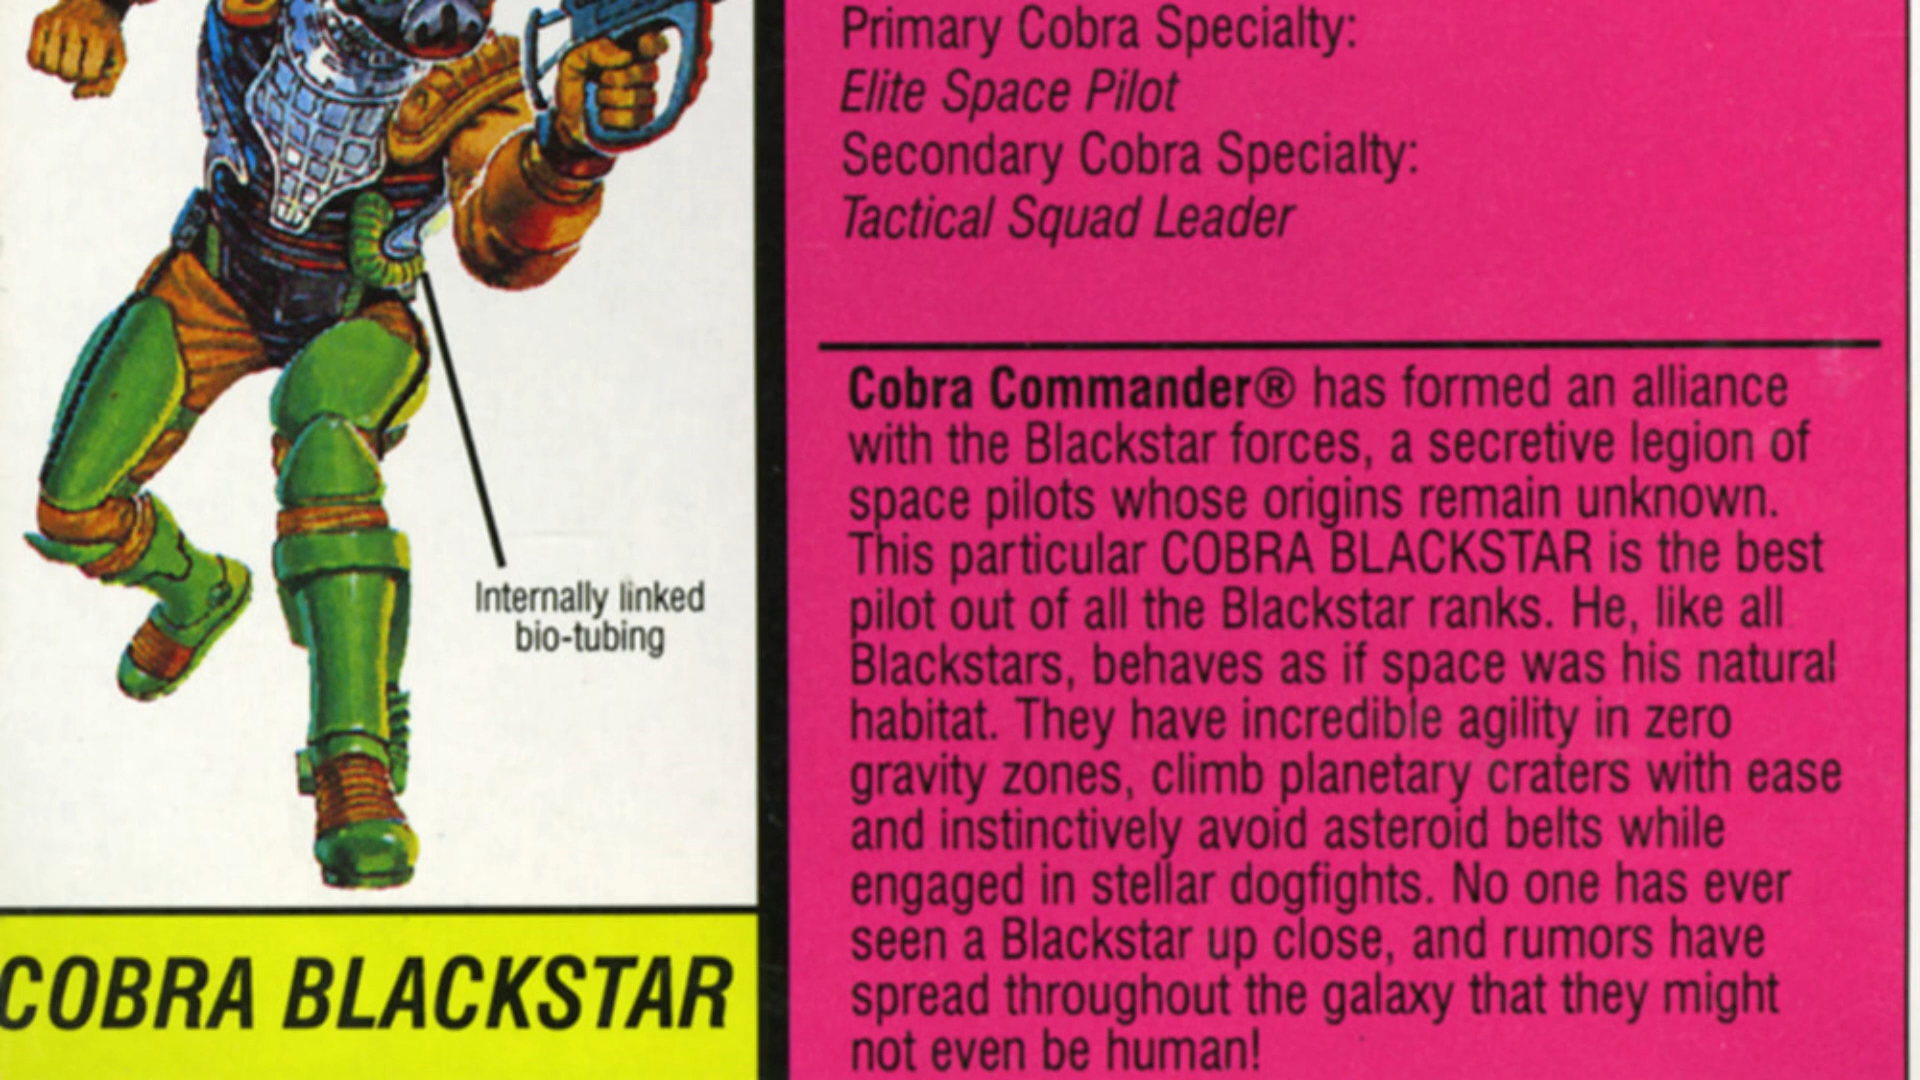 Primary Cobra Specialty:
Elite Space Pilot
Secondary Cobra Specialty:
Tactical Squad Leader
Cobra Commander® has formed an alliance
with the Blackstar forces, a secretive legion of
space pilots whose origins remain unknown.
This particular COBRA BLACKSTAR is the best
pilot out of all the Blackstar ranks. He, like all
Blackstars, behaves as if space was his natural
habitat. They have incredible agility in zero
gravity zones, climb planetary craters with ease
and instinctively avoid asteroid belts while
engaged in stellar dogfights. No one has ever
seen a Blackstar up close, and rumors have
spread throughout the galaxy that they might
not even be human!
Internally linked
bio-tubing
COBRA BLACKSTAR